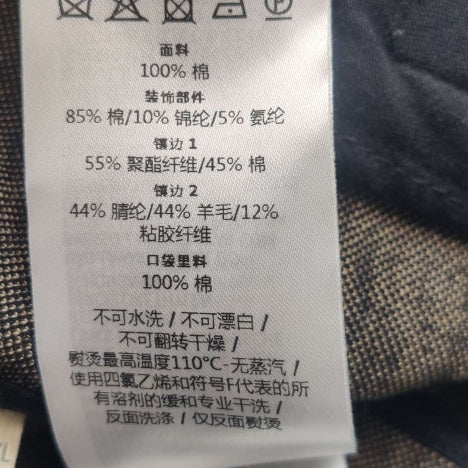 面料
100% 棉
装饰部件
85% 棉/10% 锦纶/5% 氨纶
镶边 1
55% 聚酯纤维/45% 棉
镶边 2
44% 腈纶/44% 羊毛/12%
粘胶纤维
口袋里料
100% 棉
不可水洗 / 不可漂白 /
不可翻转干燥 /
熨烫最高温度110°C-无蒸汽 /
使用四氯乙烯和符号F代表的所
有溶剂的缓和专业干洗 /
反面洗涤 / 仅反面熨烫